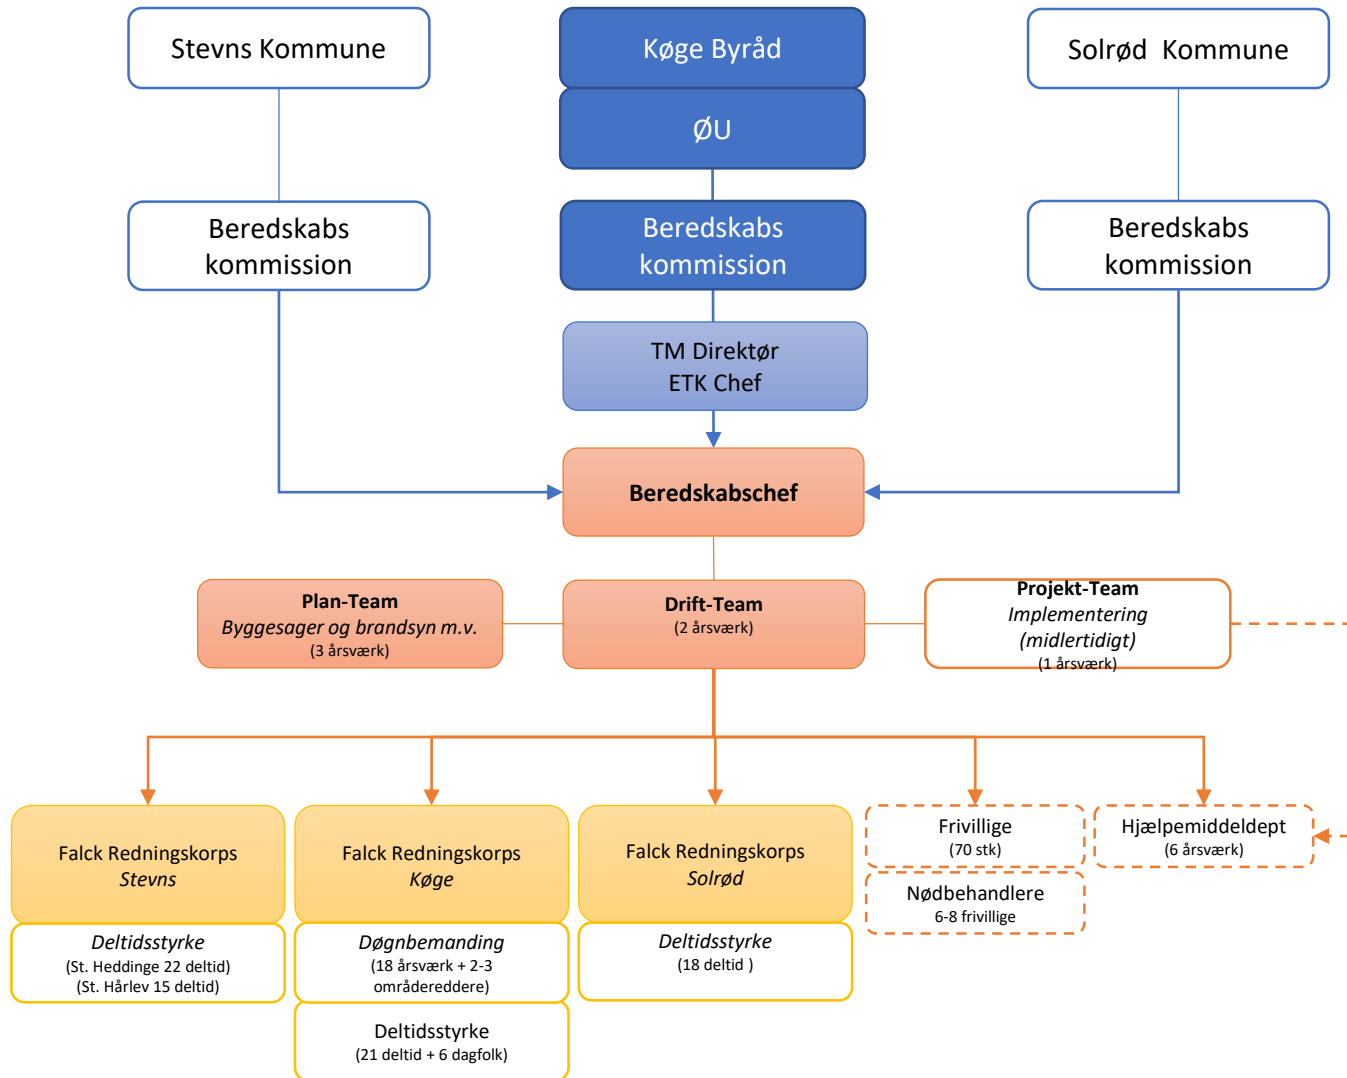 Stevns Kommune
Køge Byråd
Solrød Kommune
ØU
Beredskabs
kommission
Beredskabs
kommission
Beredskabs
kommission
TM Direktør
ETK Chef
Beredskabschef
Plan-Team
Byggesager og brandsyn m.v.
(3 årsværk)
Drift-Team
(2 årsværk)
Projekt-Team
Implementering
(midlertidigt)
(1 årsværk)
Falck Redningskorps
Stevns
Deltidsstyrke
(St. Heddinge 22 deltid)
(St. Hårlev 15 deltid)
Falck Redningskorps
Køge
Døgnbemanding
(18 årsværk + 2-3
områdereddere)
Deltidsstyrke
(21 deltid + 6 dagfolk)
Falck Redningskorps
Solrød
Deltidsstyrke
(18 deltid )
Frivillige
(70 stk)
Nødbehandlere
6-8 frivillige
Hjælpemiddeldept
(6 årsværk)